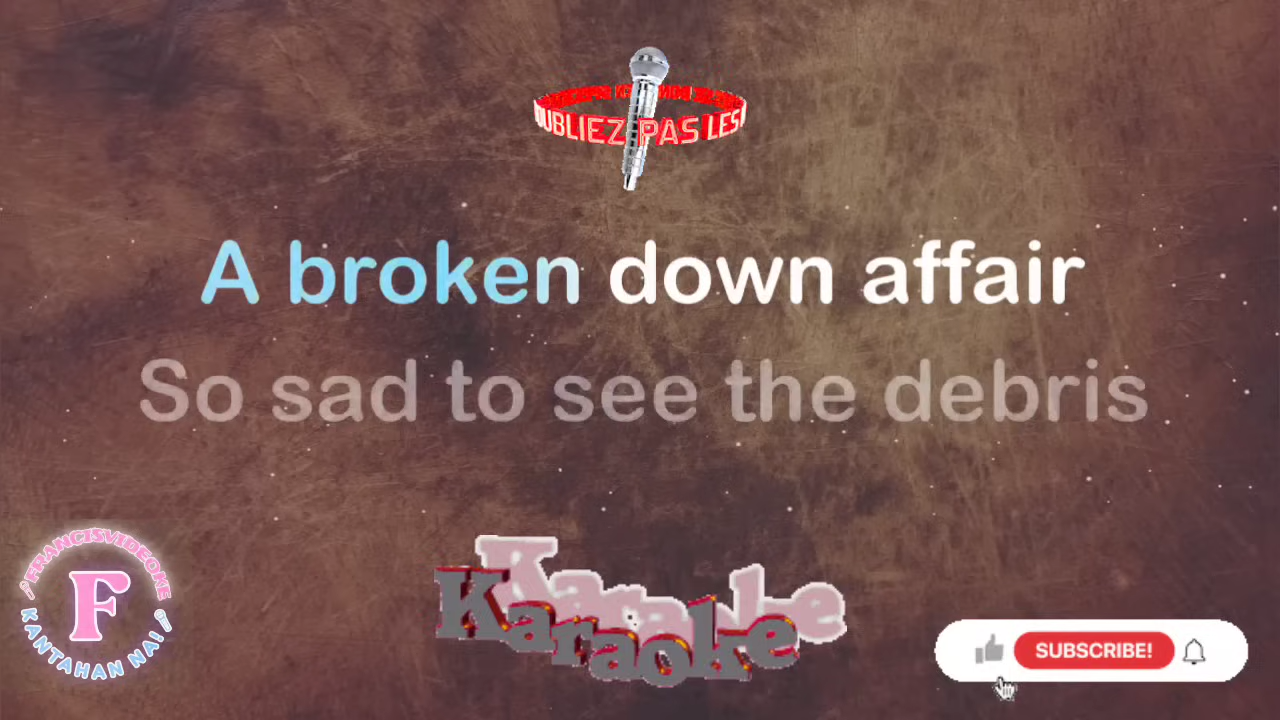 OUBLIEZ PAS LES
A broken down affair
So sad to see the debris
FRANCISVIDEOKE
F
KANTAHAN NA!
Karaoke
SUBSCRIBE!